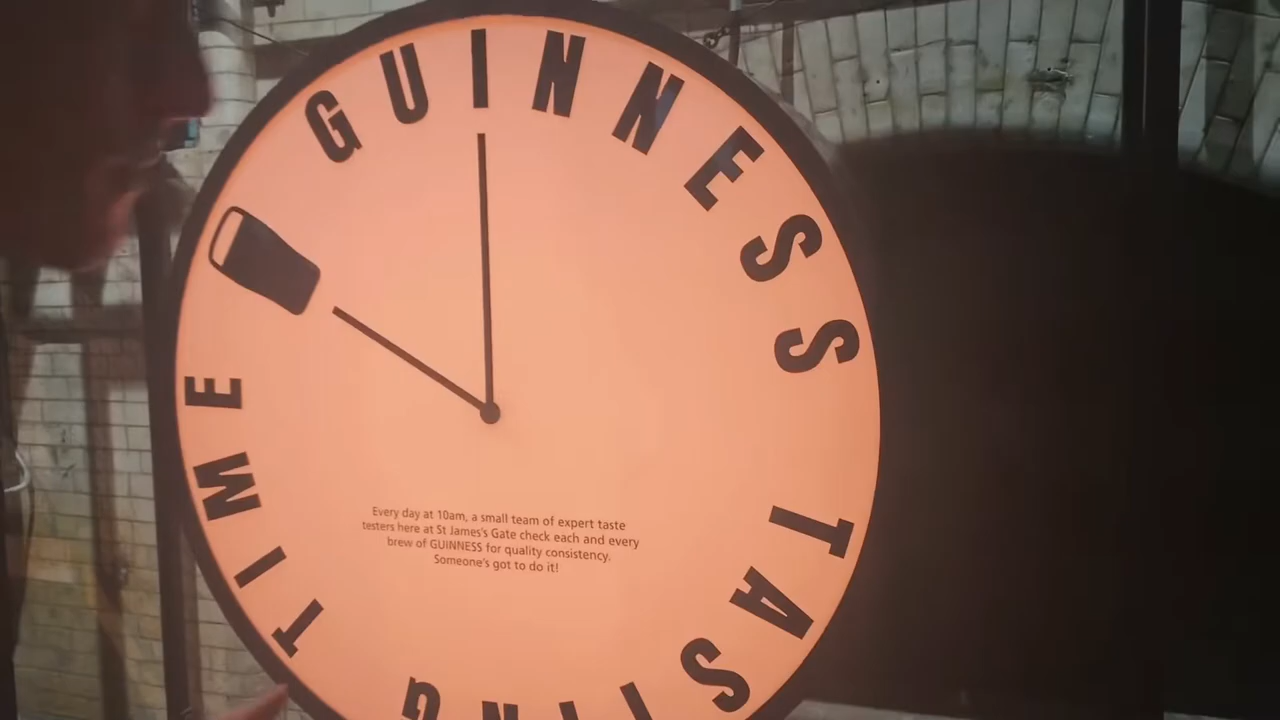 GUINNESS TASTING TIME
Every day at 10am, a small team of expert taste
testers here at St James's Gate check each and every
brew of GUINNESS for quality consistency.
Someone's got to do it!